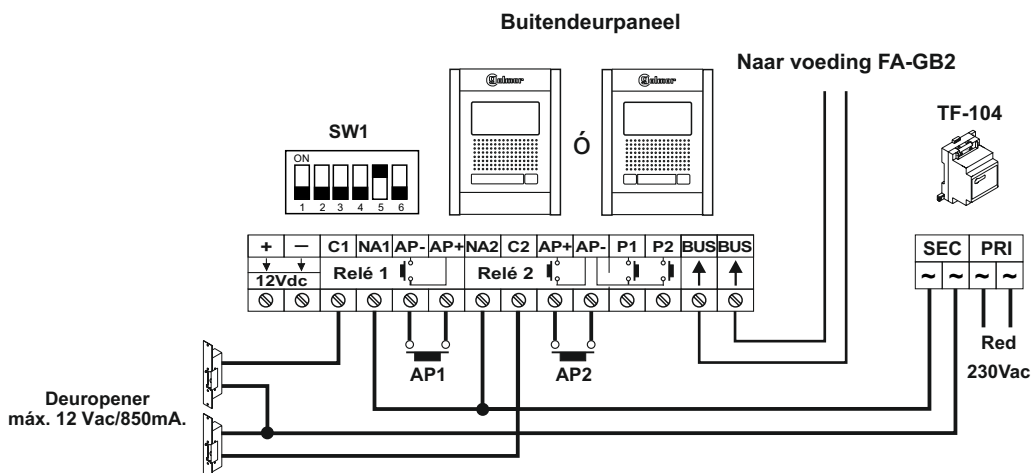 Buitendeurpaneel
Naar voeding FA-GB2
TF-104
SW1
Golmar
Golmar
Ó
ON
1 2 3 4 5 6
+ — C1 NA1 AP- AP+ NA2 C2 AP+ AP- P1 P2 BUS BUS
12Vdc
Relé 1
Relé 2
SEC PRI
~ ~ ~ ~
AP1
AP2
Red
230Vac
Deuropener
máx. 12 Vac/850mA.